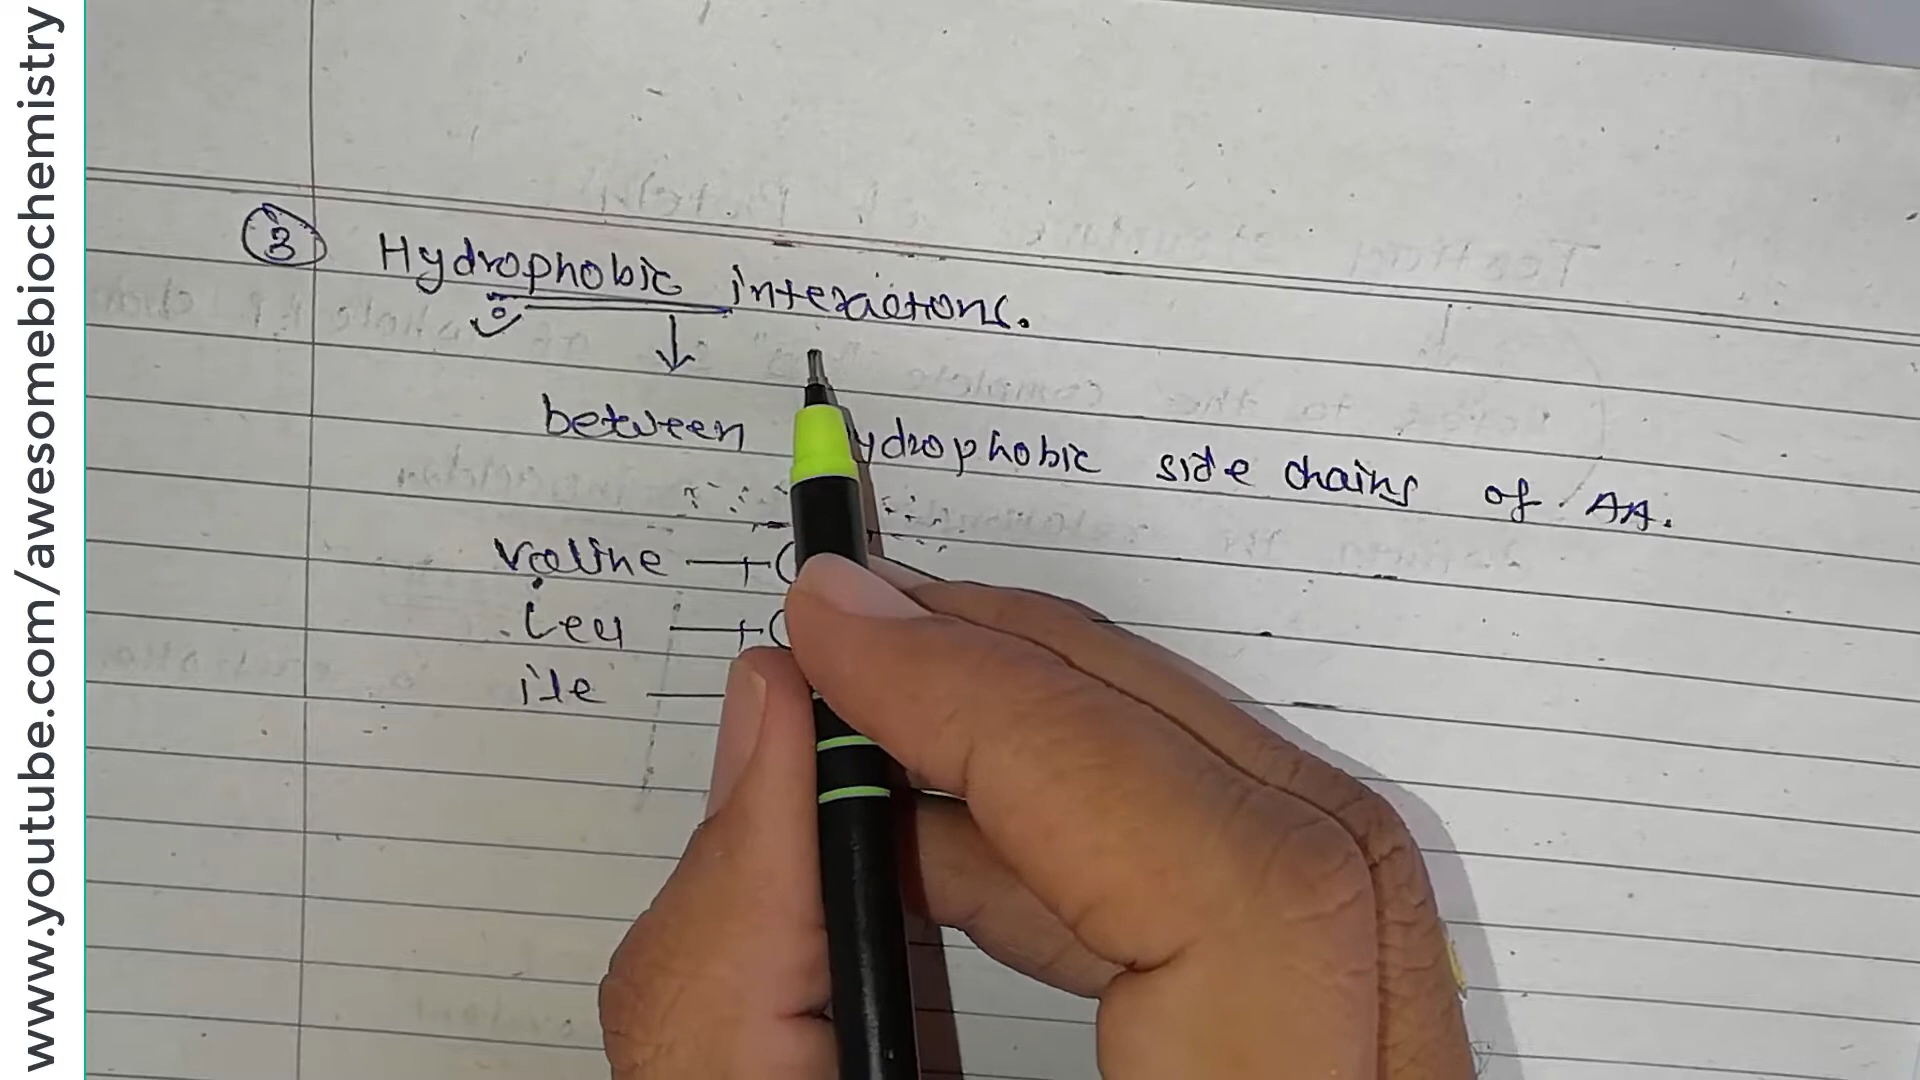 www.youtube.com/awesomebiochemistry
3 Hydrophobic interactions.
between hydrophobic side chains of AA.
Valine
Leu
ile